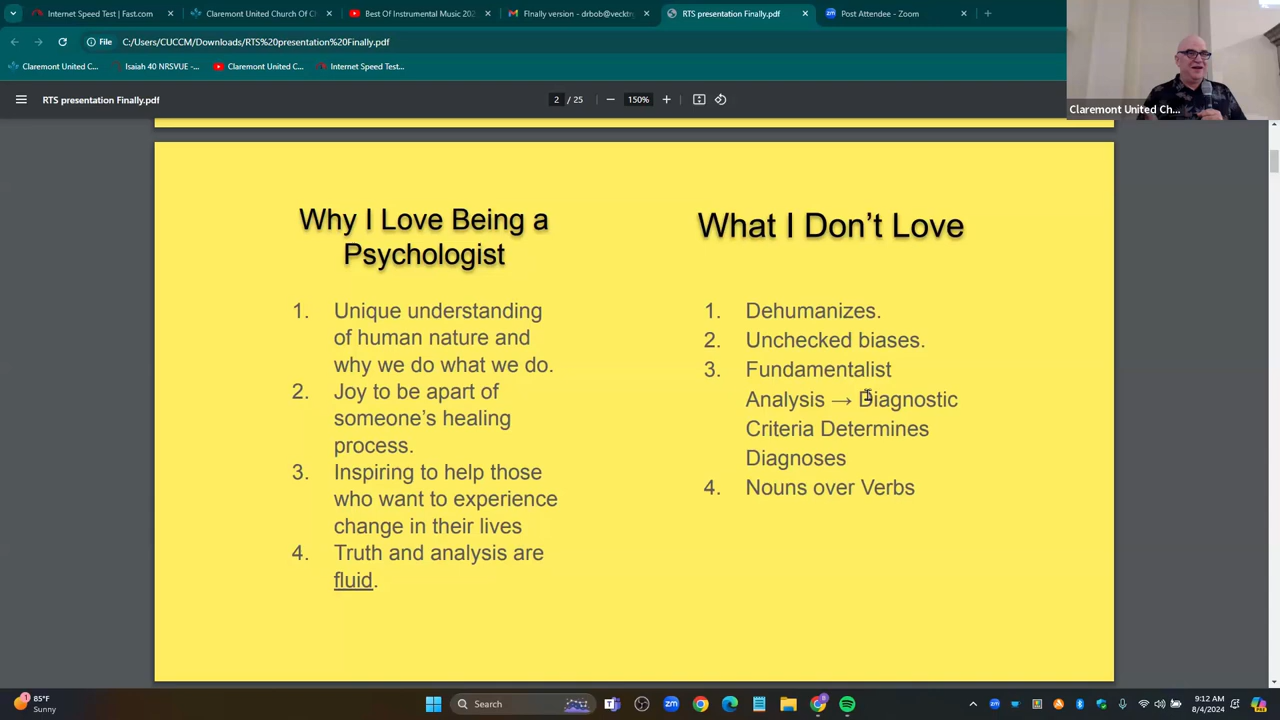 Internet Speed Test | Fast.com
Claremont United Church Of C
Best Of Instrumental Music 202
Finally version - drbob@vecktr
RTS presentation Finally.pdf
Post Attendee - Zoom
File
C:/Users/CUCCM/Downloads/RTS%20presentation%20Finally.pdf
Claremont United C...
Isaiah 40 NRSVUE -...
Claremont United C...
Internet Speed Test...
Claremont United Ch...
RTS presentation Finally.pdf
2 / 25
150%
Why I Love Being a
Psychologist
1. Unique understanding
of human nature and
why we do what we do.
2. Joy to be apart of
someone's healing
process.
3. Inspiring to help those
who want to experience
change in their lives
4. Truth and analysis are
fluid.
What I Don't Love
1. Dehumanizes.
2. Unchecked biases.
3. Fundamentalist
Analysis → Diagnostic
Criteria Determines
Diagnoses
4. Nouns over Verbs
1
85°F
Sunny
Search
9:12 AM
8/4/2024